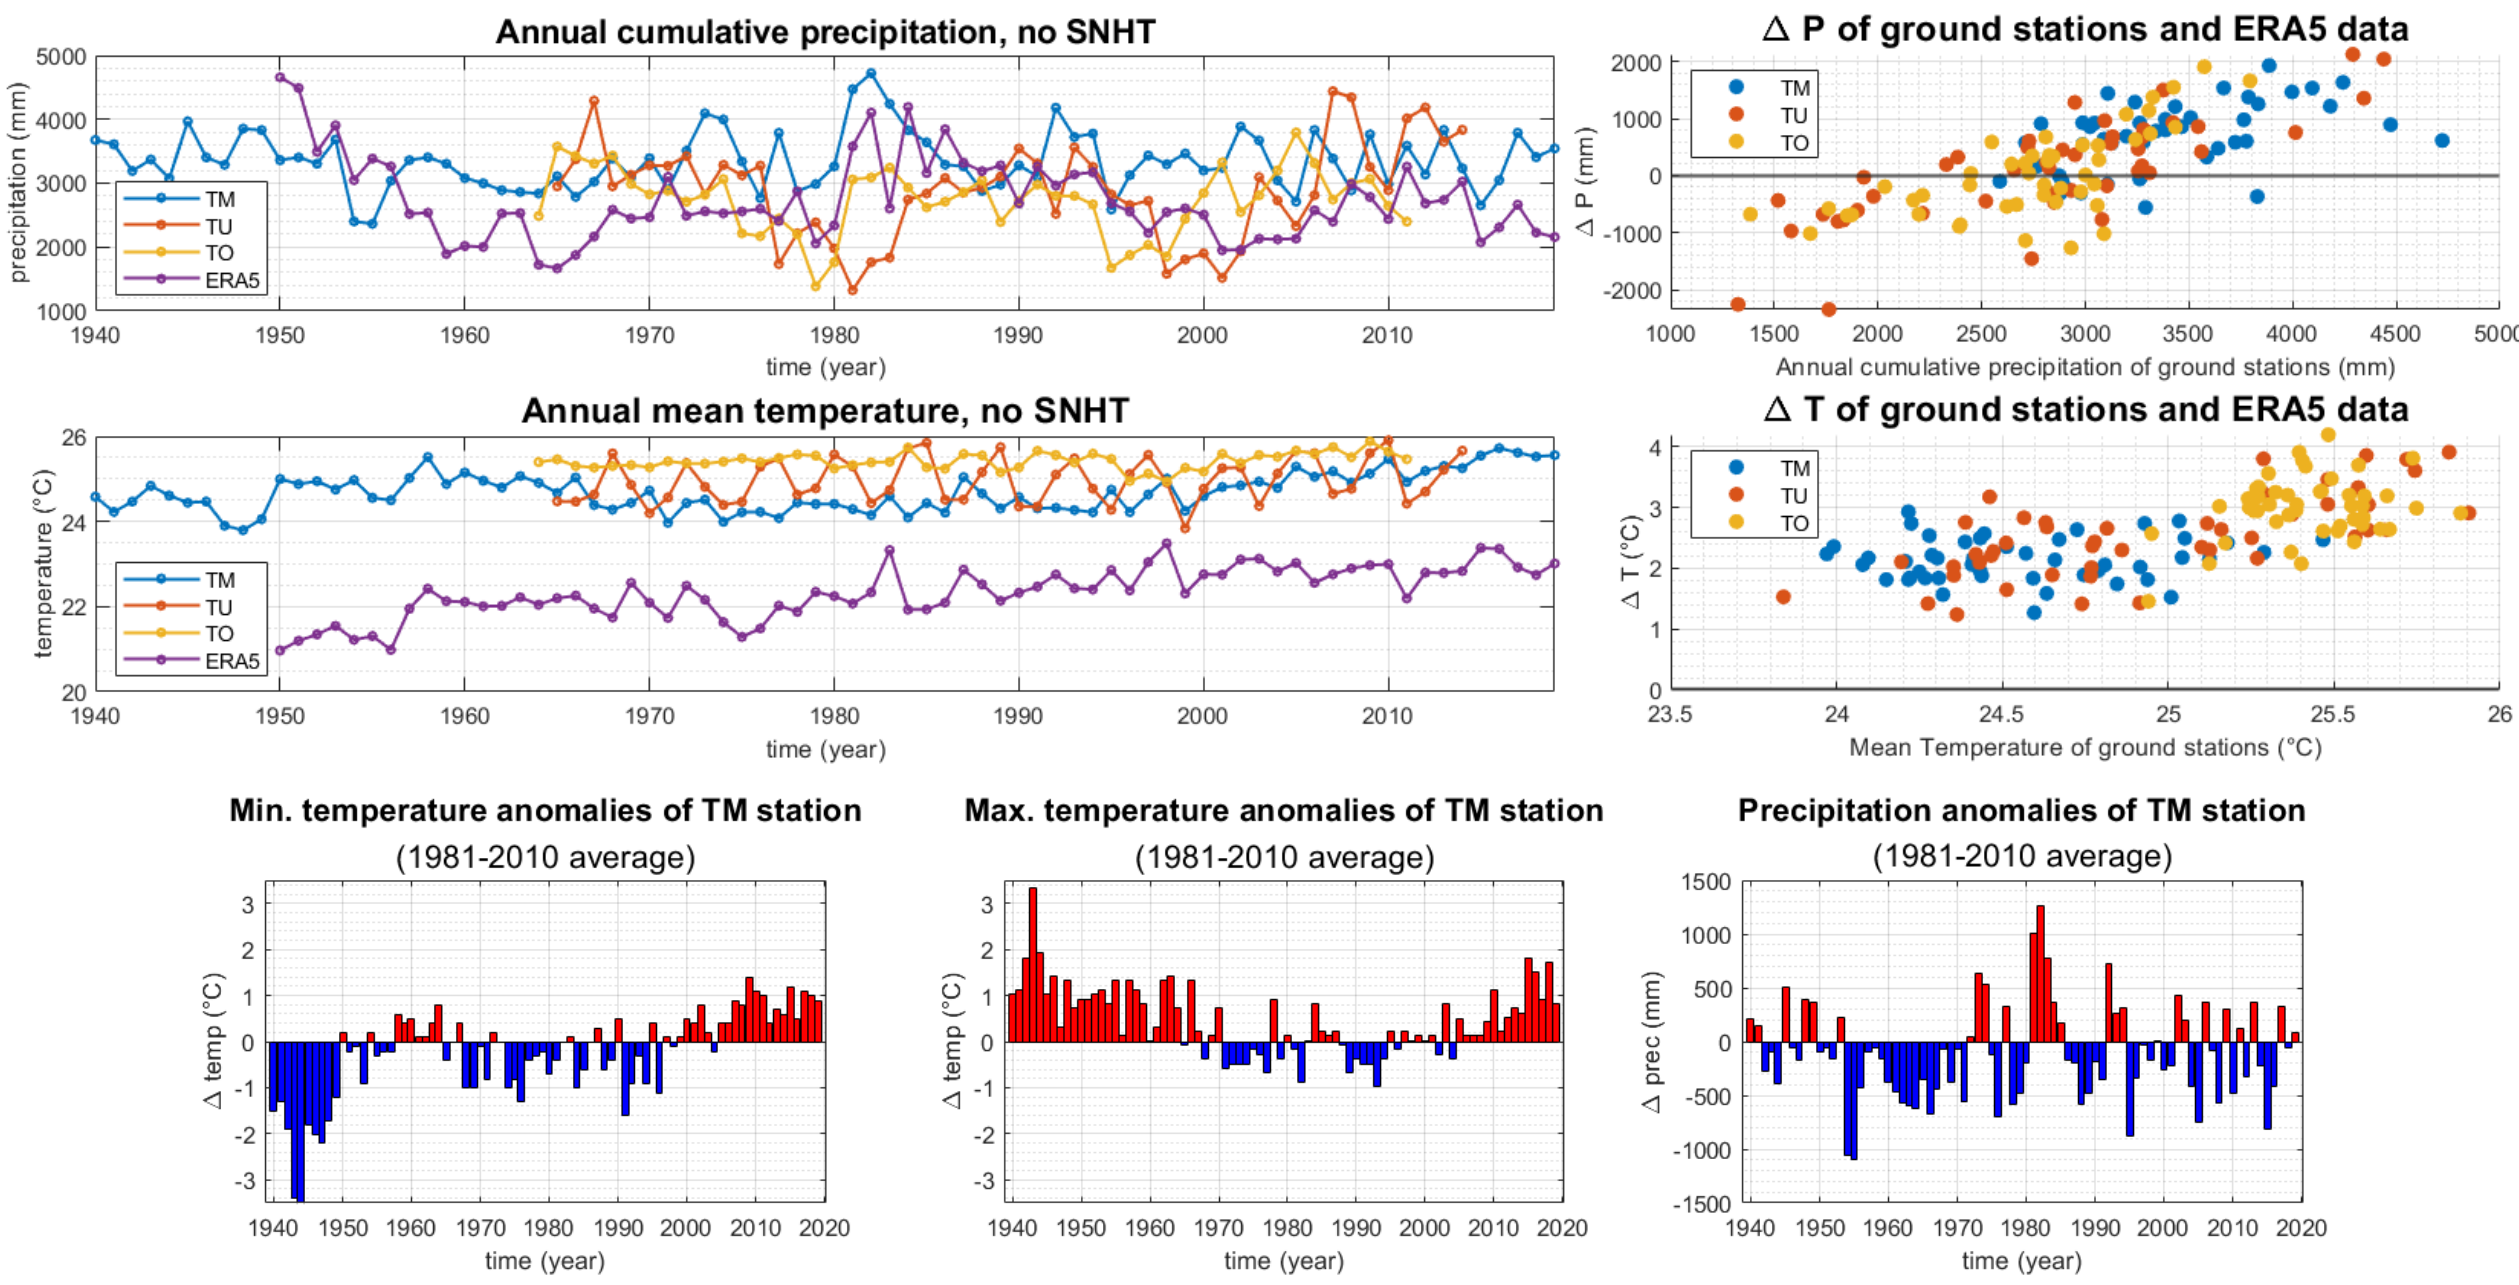 Annual cumulative precipitation, no SNHT
precipitation (mm)
5000
4000
3000
2000
1000
TM
TU
TO
ERA5
1940 1950 1960 1970 1980 1990 2000 2010
time (year)
Δ P of ground stations and ERA5 data
Δ P (mm)
2000
1000
0
-1000
-2000
TM
TU
TO
1000 1500 2000 2500 3000 3500 4000 4500 5000
Annual cumulative precipitation of ground stations (mm)
Annual mean temperature, no SNHT
temperature (°C)
26
24
22
20
TM
TU
TO
ERA5
1940 1950 1960 1970 1980 1990 2000 2010
time (year)
Δ T of ground stations and ERA5 data
Δ T (°C)
4
3
2
1
0
TM
TU
TO
23.5 24 24.5 25 25.5 26
Mean Temperature of ground stations (°C)
Min. temperature anomalies of TM station
(1981-2010 average)
Δ temp (°C)
3
2
1
0
-1
-2
-3
1940 1950 1960 1970 1980 1990 2000 2010 2020
time (year)
Max. temperature anomalies of TM station
(1981-2010 average)
Δ temp (°C)
3
2
1
0
-1
-2
-3
1940 1950 1960 1970 1980 1990 2000 2010 2020
time (year)
Precipitation anomalies of TM station
(1981-2010 average)
Δ prec (mm)
1500
1000
500
0
-500
-1000
-1500
1940 1950 1960 1970 1980 1990 2000 2010 2020
time (year)